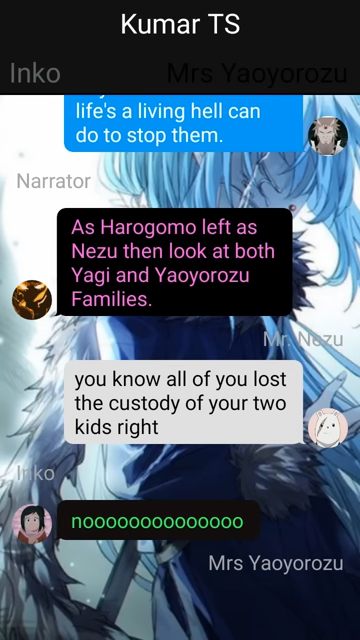 Kumar TS
Inko
Mrs Yaoyorozu
life's a living hell can
do to stop them.
Narrator
As Harogomo left as
Nezu then look at both
Yagi and Yaoyorozu
Families.
Mr. Nezu
you know all of you lost
the custody of your two
kids right
Inko
noooooooooooooo
Mrs Yaoyorozu